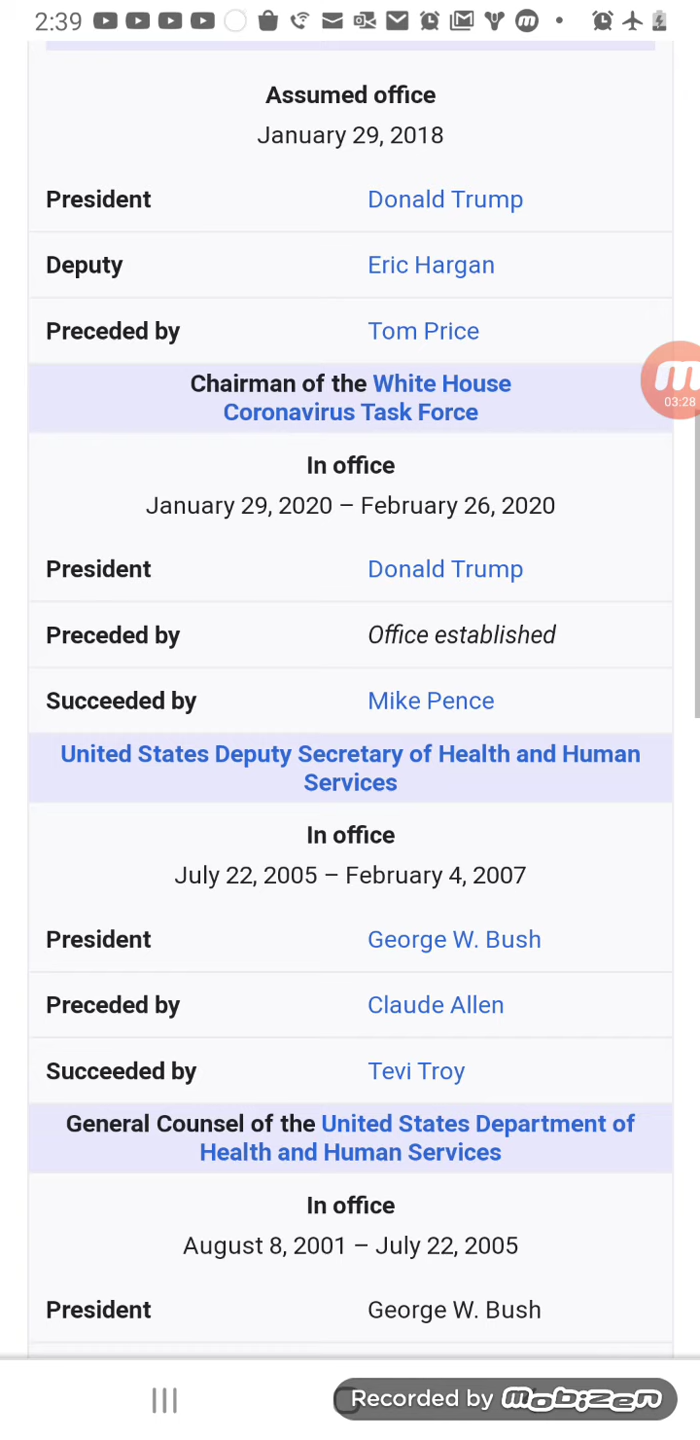 2:39
Assumed office
January 29, 2018
President Donald Trump
Deputy Eric Hargan
Preceded by Tom Price
Chairman of the White House
Coronavirus Task Force
03:28
In office
January 29, 2020 – February 26, 2020
President Donald Trump
Preceded by Office established
Succeeded by Mike Pence
United States Deputy Secretary of Health and Human
Services
In office
July 22, 2005 – February 4, 2007
President George W. Bush
Preceded by Claude Allen
Succeeded by Tevi Troy
General Counsel of the United States Department of
Health and Human Services
In office
August 8, 2001 – July 22, 2005
President George W. Bush
Recorded by mobizen